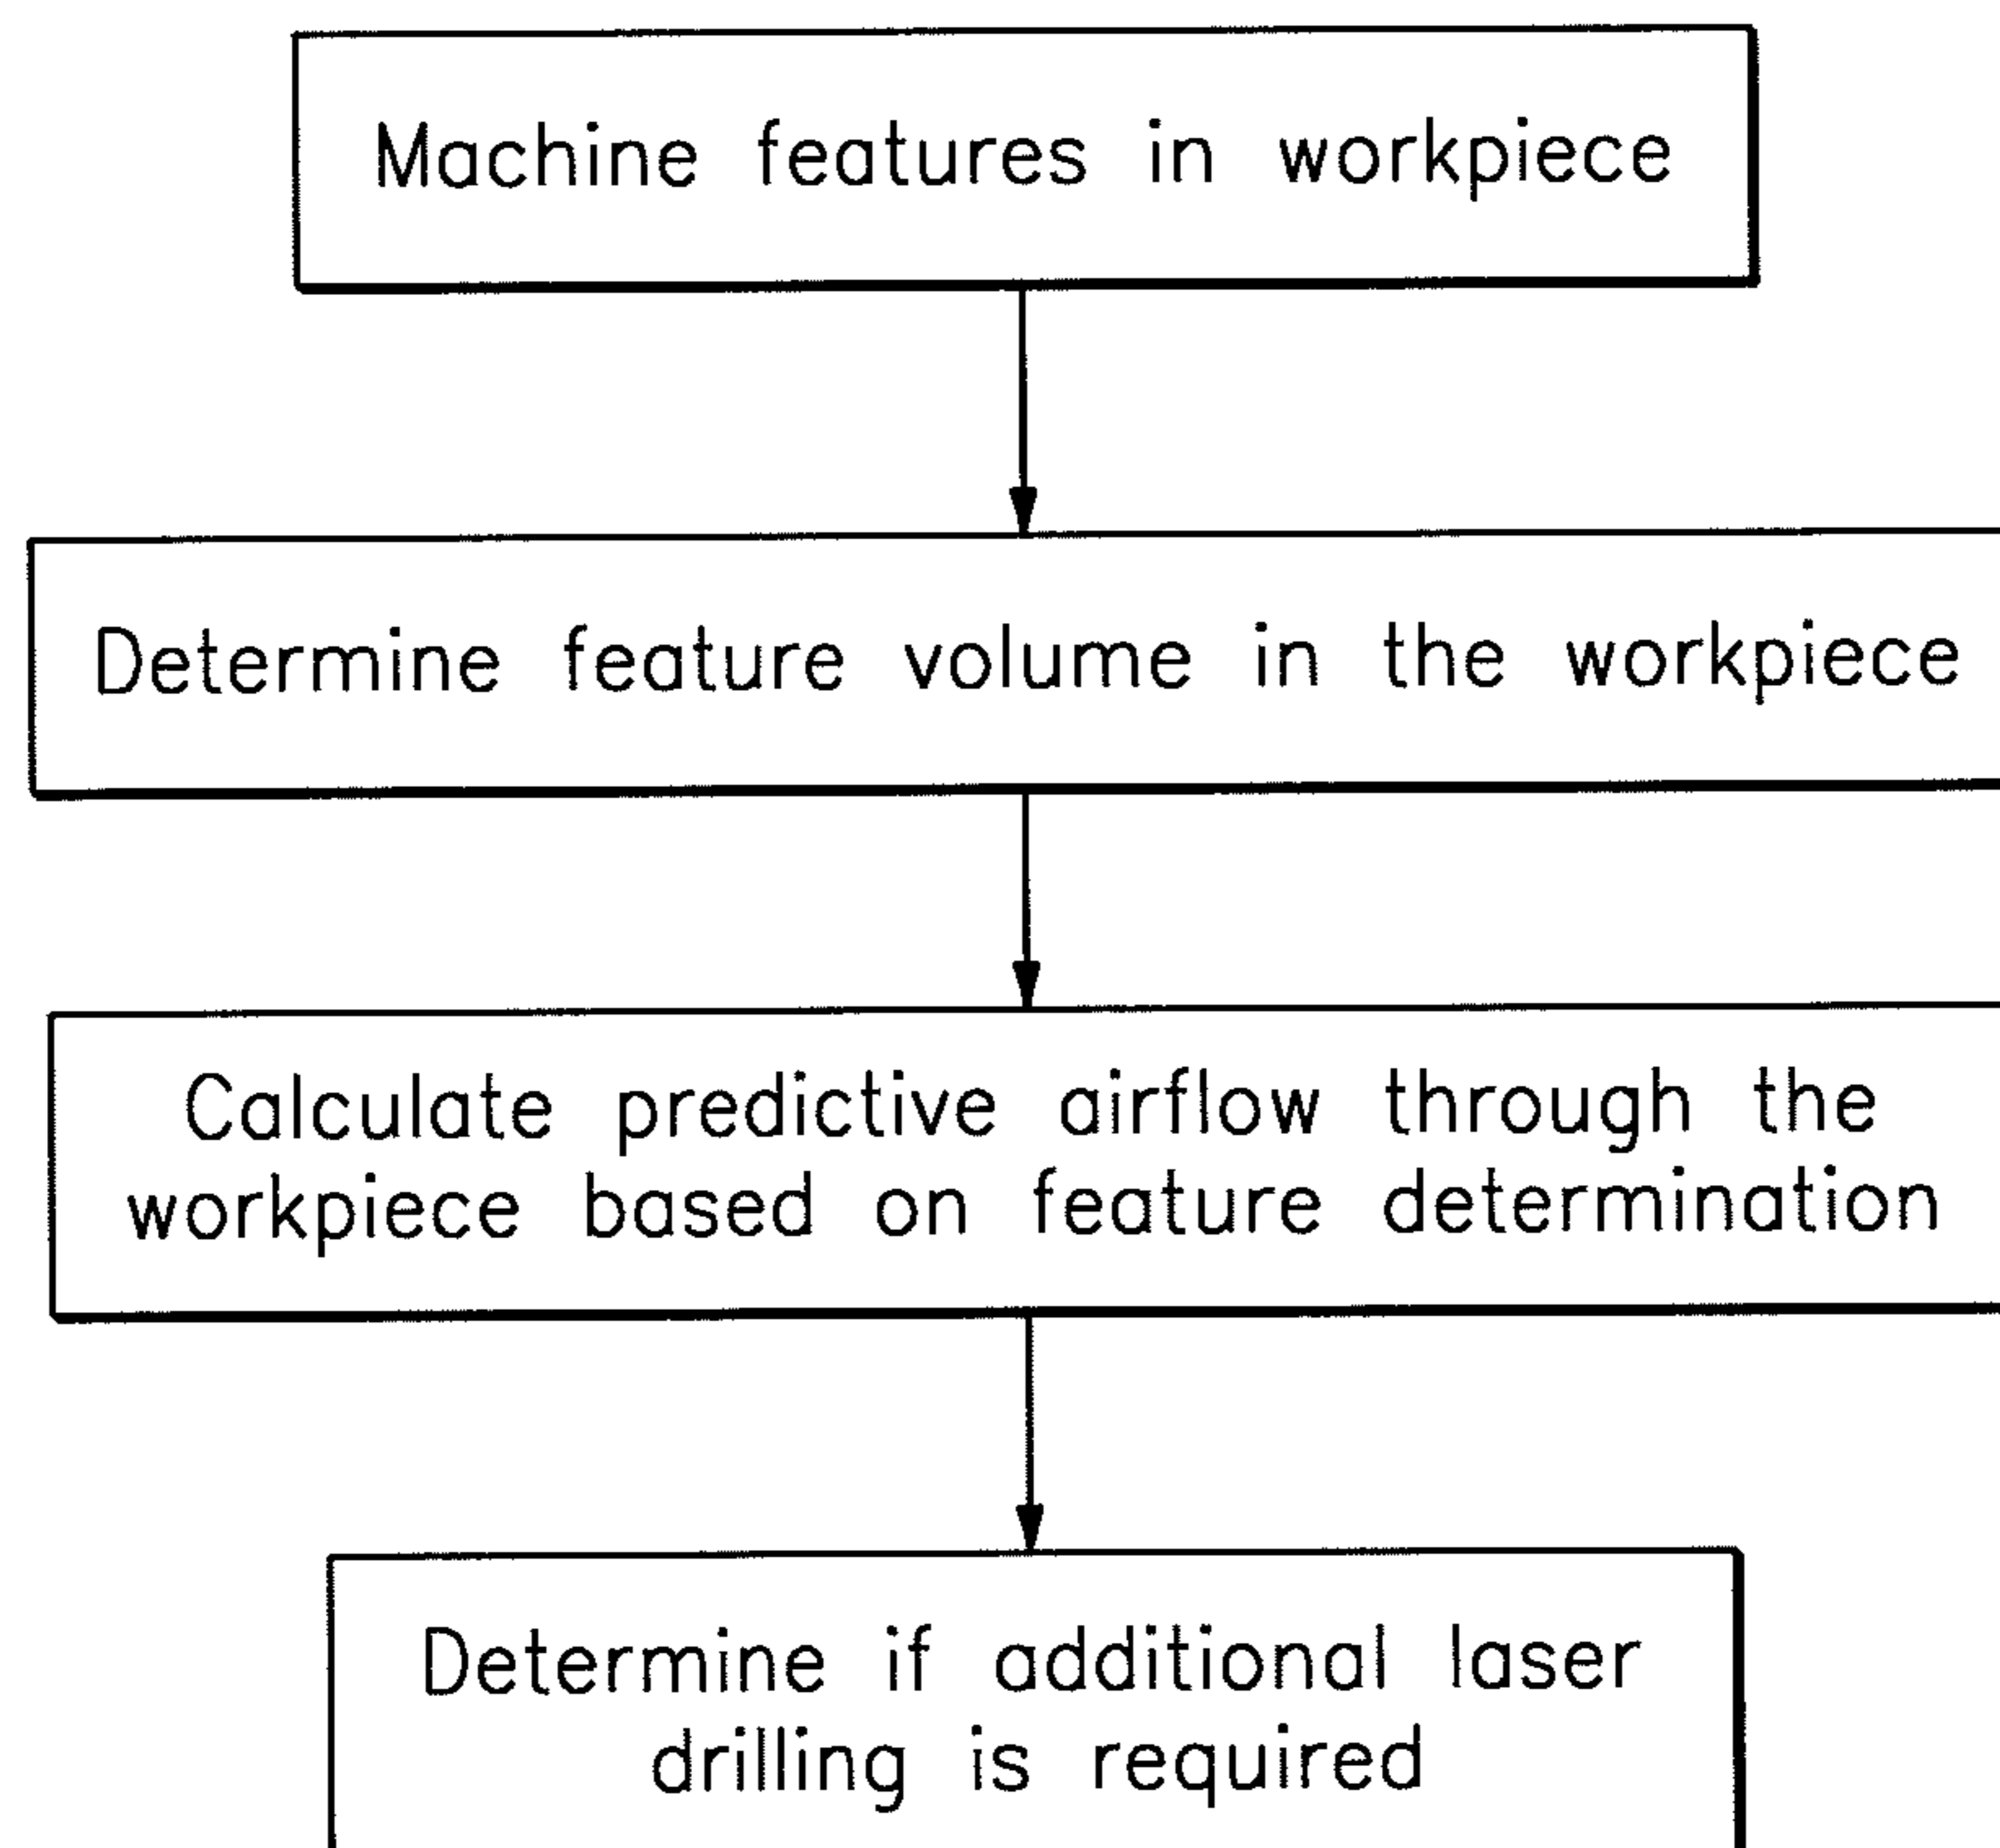 Machine features in workpiece
Determine feature volume in the workpiece
Calculate predictive airflow through the
workpiece based on feature determination
Determine if additional laser
drilling is required